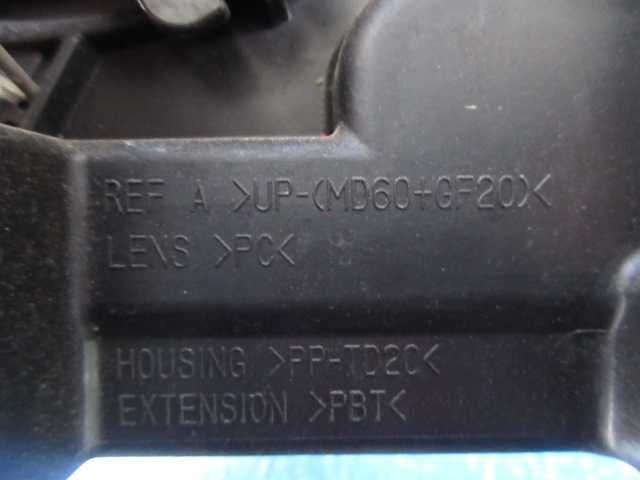 REF A >UP-(MD60+GF20)<
LENS >PC<
HOUSING >PP-TD20<
EXTENSION >PBT<